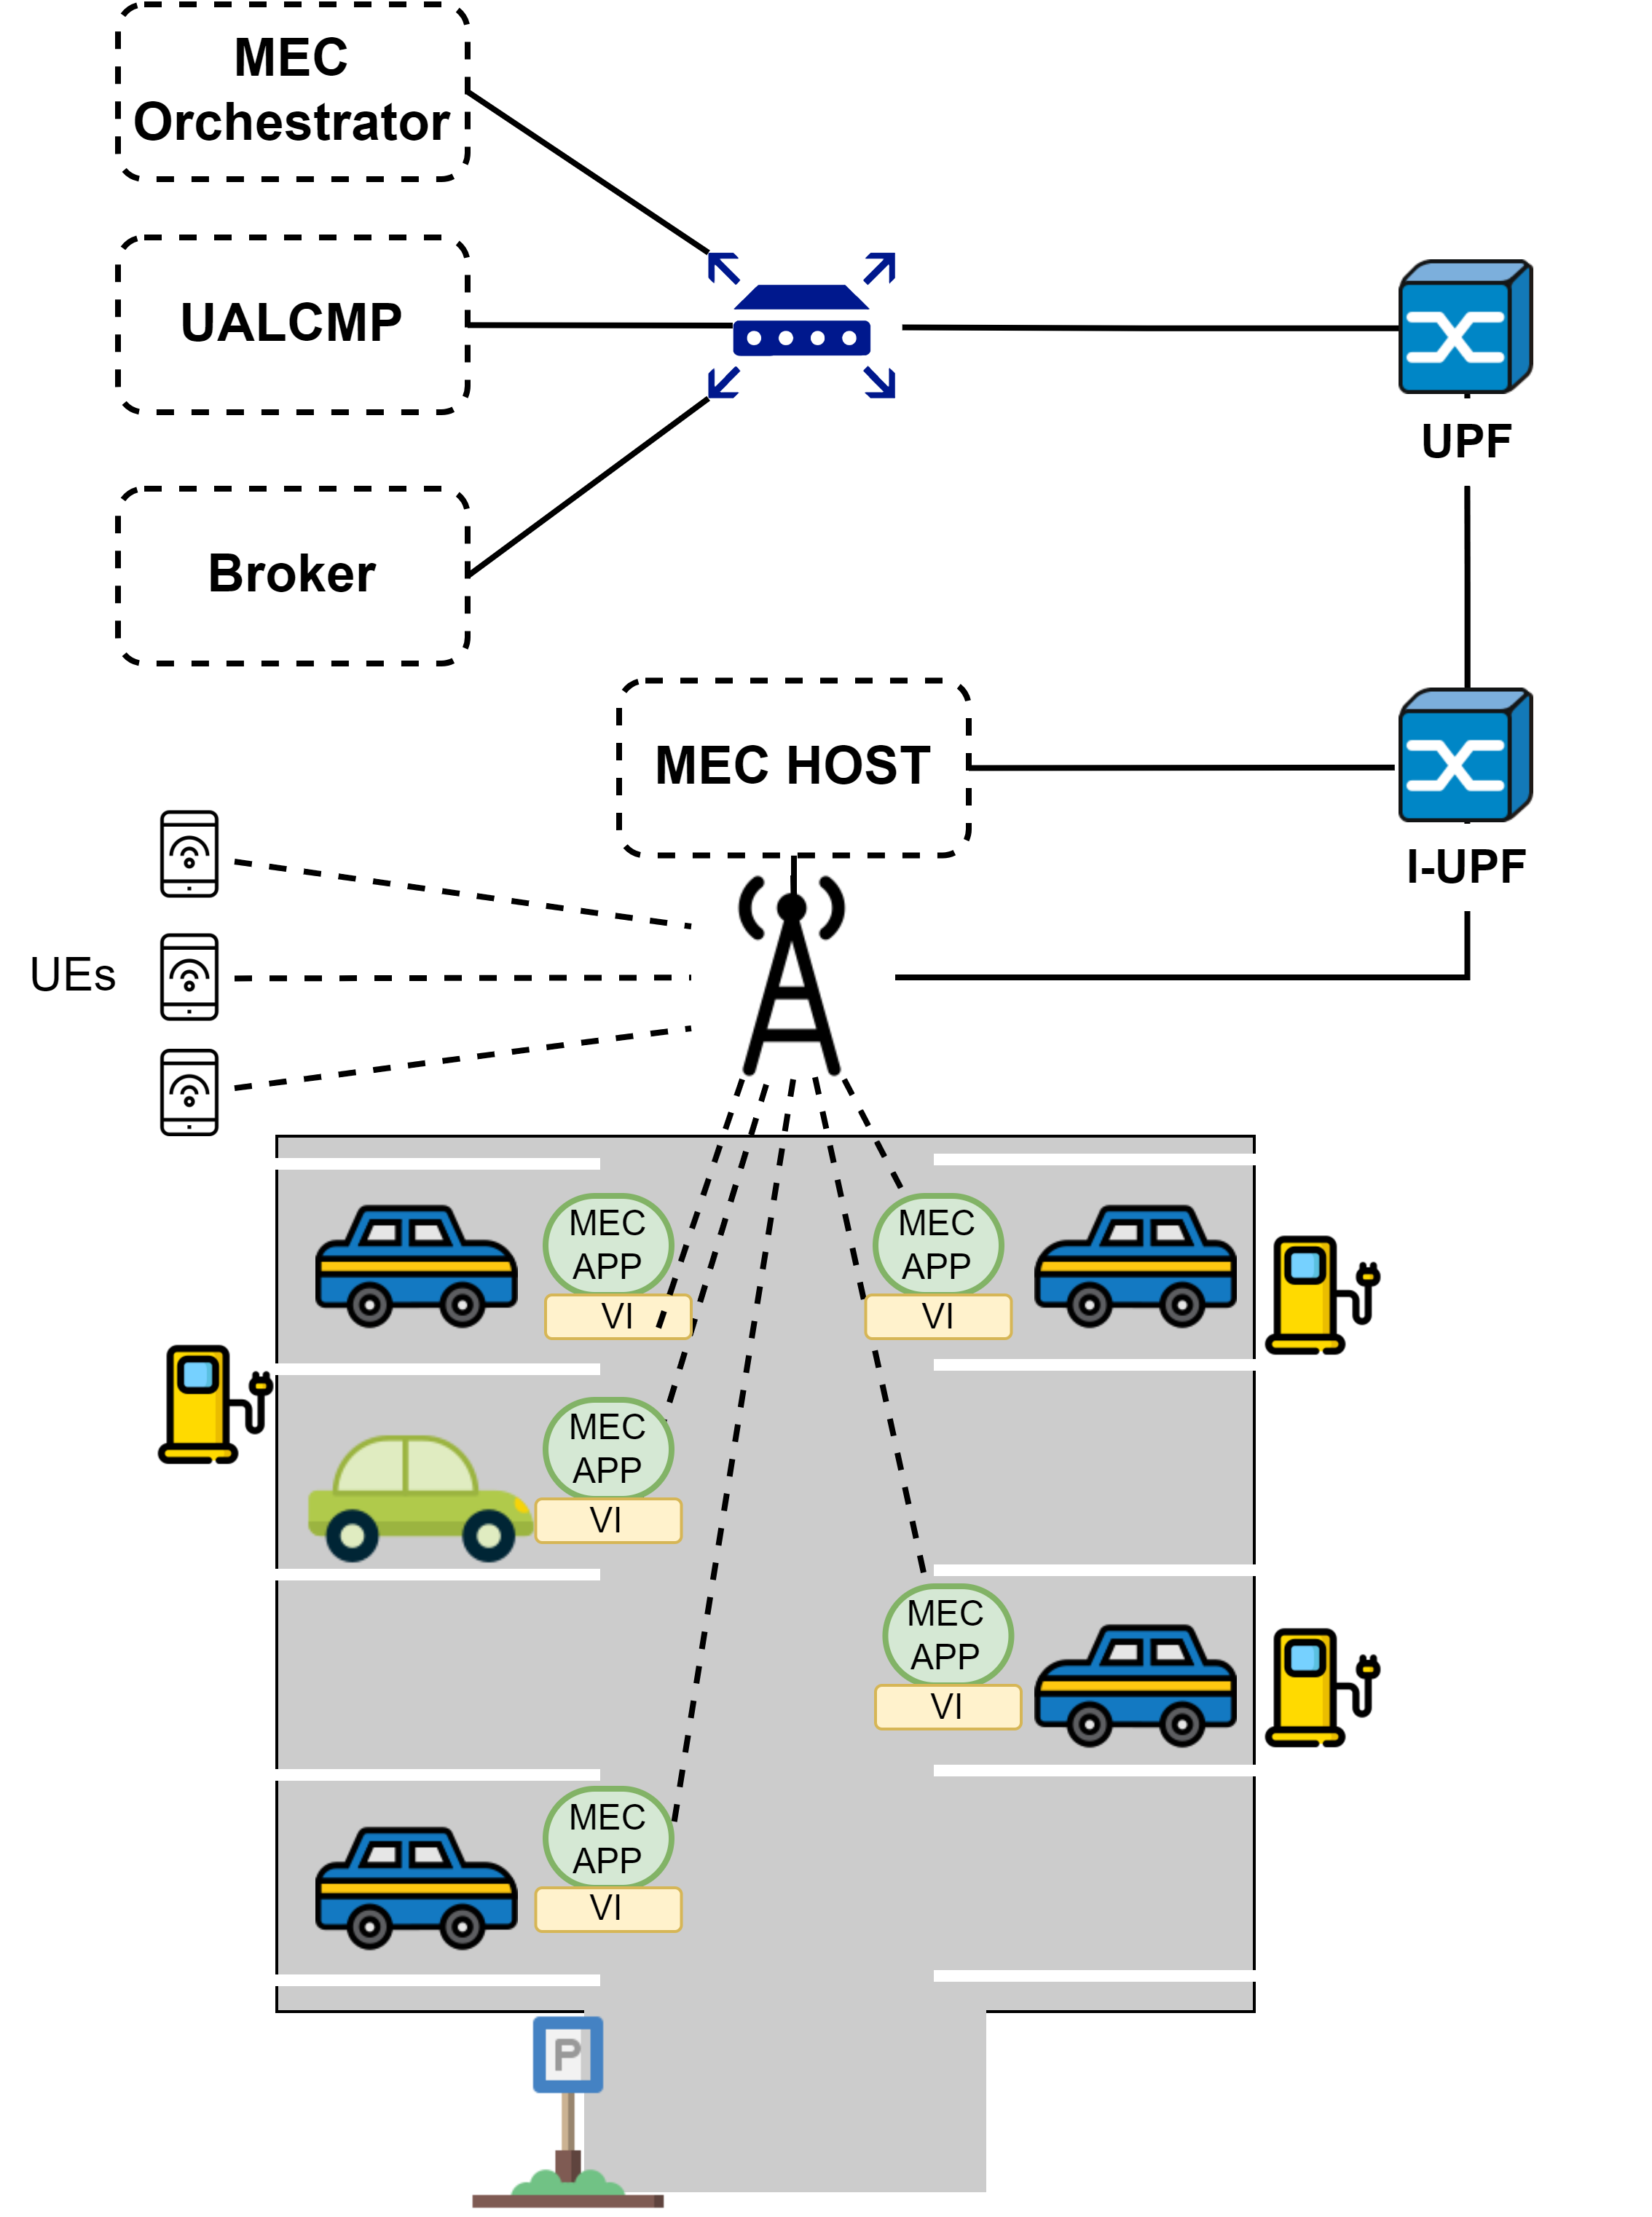 MEC
Orchestrator
UALCMP
UPF
Broker
MEC HOST
I-UPF
UEs
MEC
APP
VI
MEC
APP
VI
MEC
APP
VI
MEC
APP
VI
MEC
APP
VI
P